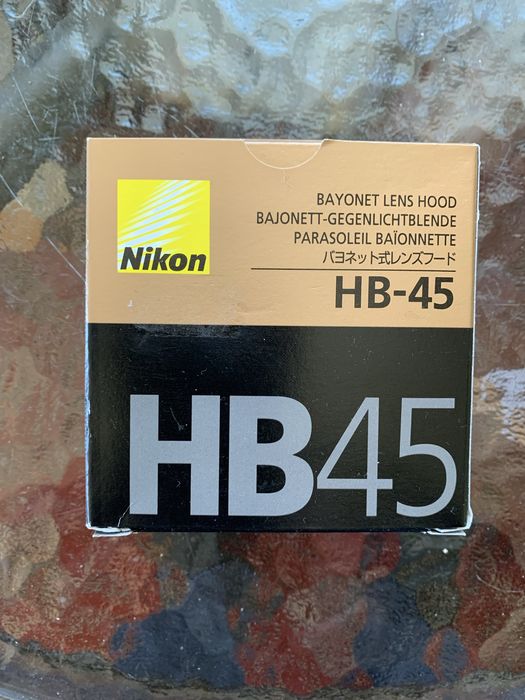 Nikon
BAYONET LENS HOOD
BAJONETT-GEGENLICHTBLENDE
PARASOLEIL BAÏONNETTE
バヨネット式レンズフード
HB-45
HB45